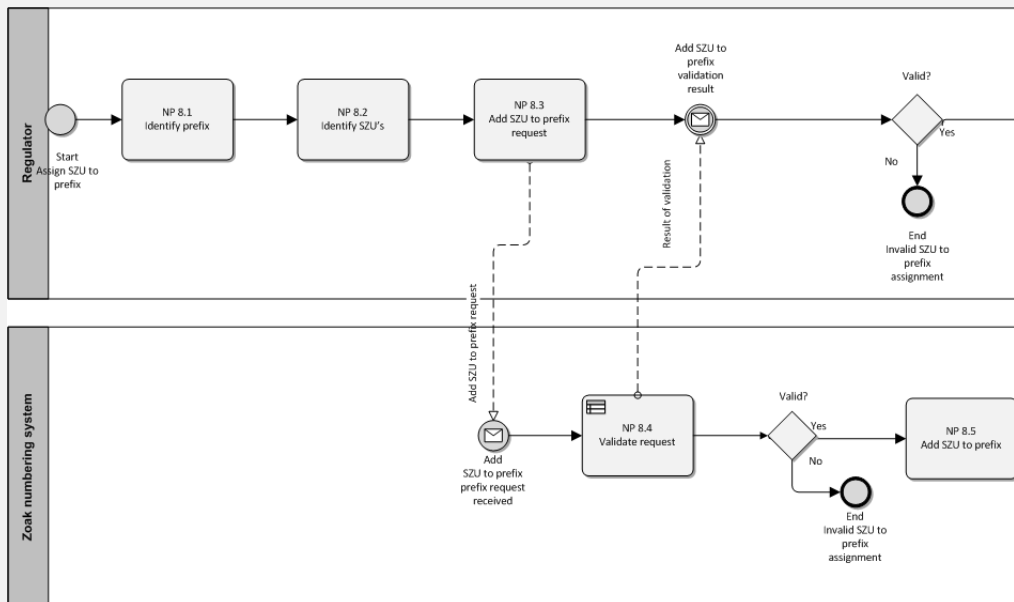 Regulator
Start
Assign SZU to
prefix
NP 8.1
Identify prefix
NP 8.2
Identify SZU's
NP 8.3
Add SZU to prefix
request
Add SZU to
prefix
validation
result
Valid?
Yes
No
End
Invalid SZU to
prefix
assignment
Result of validation
Add SZU to prefix request
Zoak numbering system
Add
SZU to prefix
prefix request
received
NP 8.4
Validate request
Valid?
Yes
No
End
Invalid SZU to
prefix
assignment
NP 8.5
Add SZU to prefix